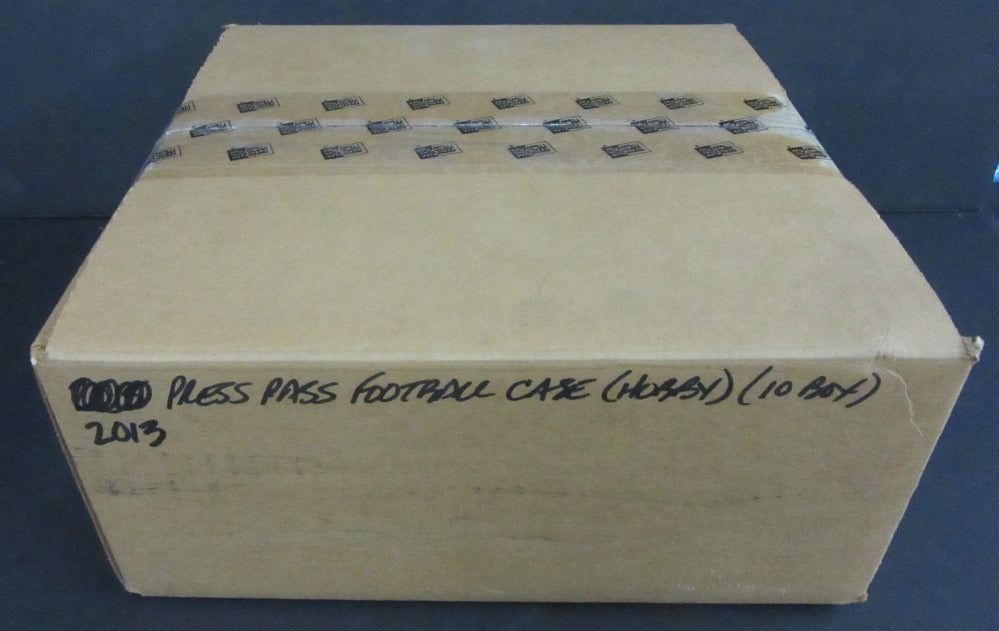 PRESS PASS FOOTBALL CASE (HOBBY) (10 BOX)
2013